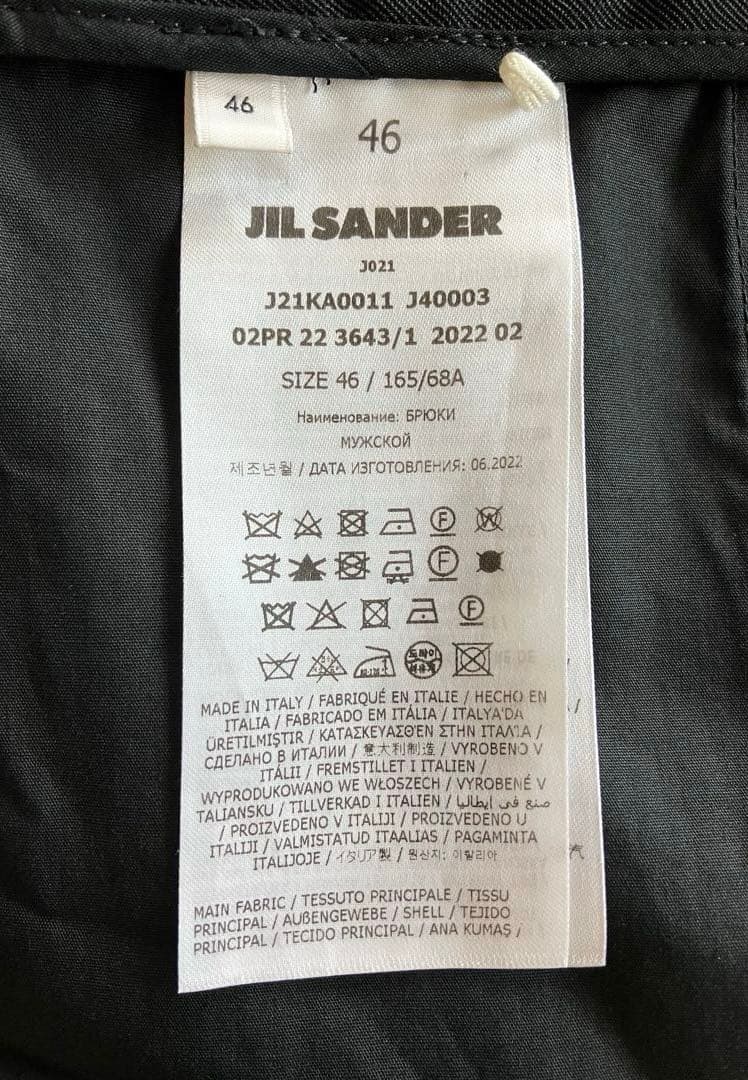 46
46
JIL SANDER
J021
J21KA0011 J40003
02PR 22 3643/1 2022 02
SIZE 46 / 165/68A
Наименование: БРЮКИ
МУЖСКОЙ
제조년월 / ДАТА ИЗГОТОВЛЕНИЯ: 06.2022
F W
F
F
드라이
MADE IN ITALY / FABRIQUÉ EN ITALIE / HECHO EN
ITALIA / FABRICADO EM ITÁLIA / ITALYA'DA
ÜRETILMIŞTIR / ΚΑΤΑΣΚΕΥΑΣΘΕΝ ΣΤΗΝ ΙΤΑΛΙΑ /
СДЕЛАНО В ИТАЛИИ / 意大利制造 / VYROBENO V
ITÁLII / FREMSTILLET I ITALIEN /
WYPRODUKOWANO WE WŁOSZECH / VYROBENÉ V
TALIANSKU / TILLVERKAD I ITALIEN / صنع في إيطاليا
/ PROIZVEDENO V ITALIJI / PROIZVEDENO U
ITALIJI / VALMISTATUD ITAALIAS / PAGAMINTA
ITALIJOJE / イタリア製 / 원산지: 이탈리아
MAIN FABRIC / TESSUTO PRINCIPALE / TISSU
PRINCIPAL / AUßENGEWEBE / SHELL / TEJIDO
PRINCIPAL / TECIDO PRINCIPAL / ANA KUMAŞ /